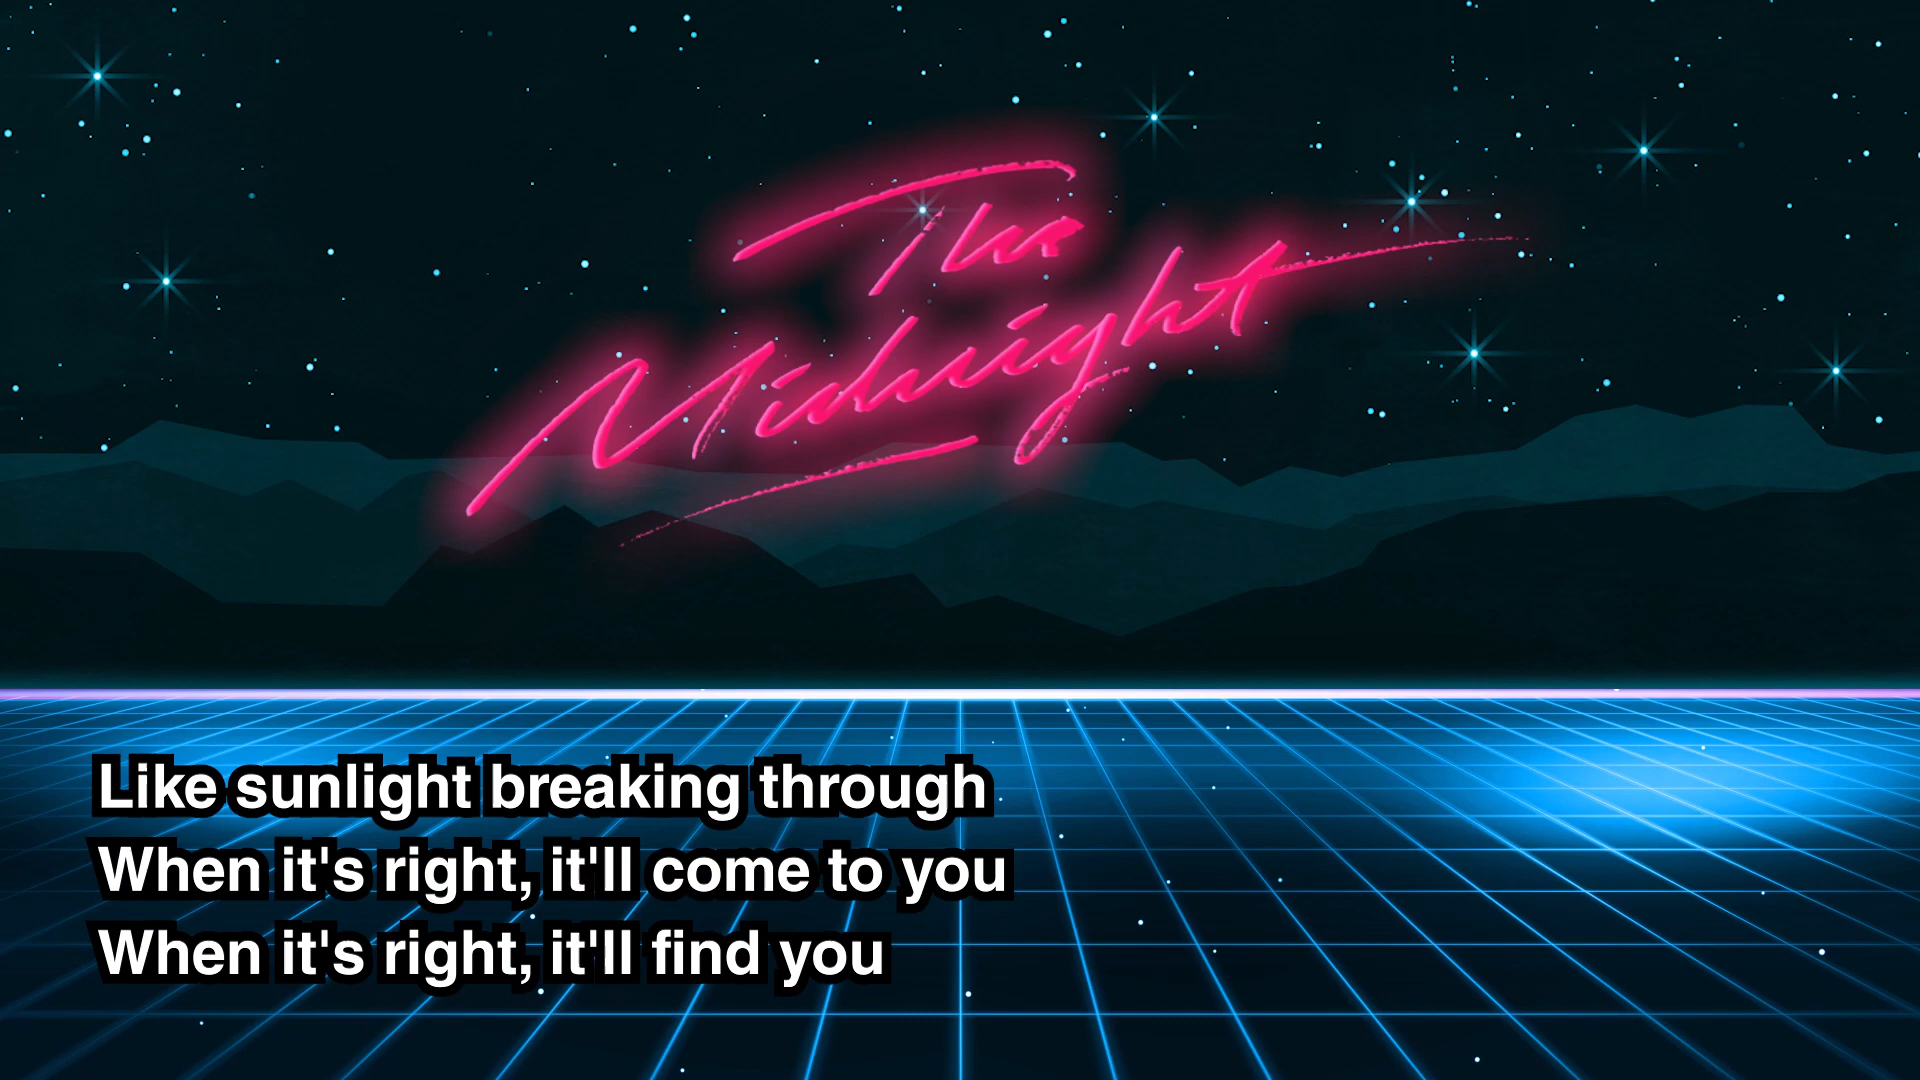 The
Midnight
Like sunlight breaking through
When it's right, it'll come to you
When it's right, it'll find you